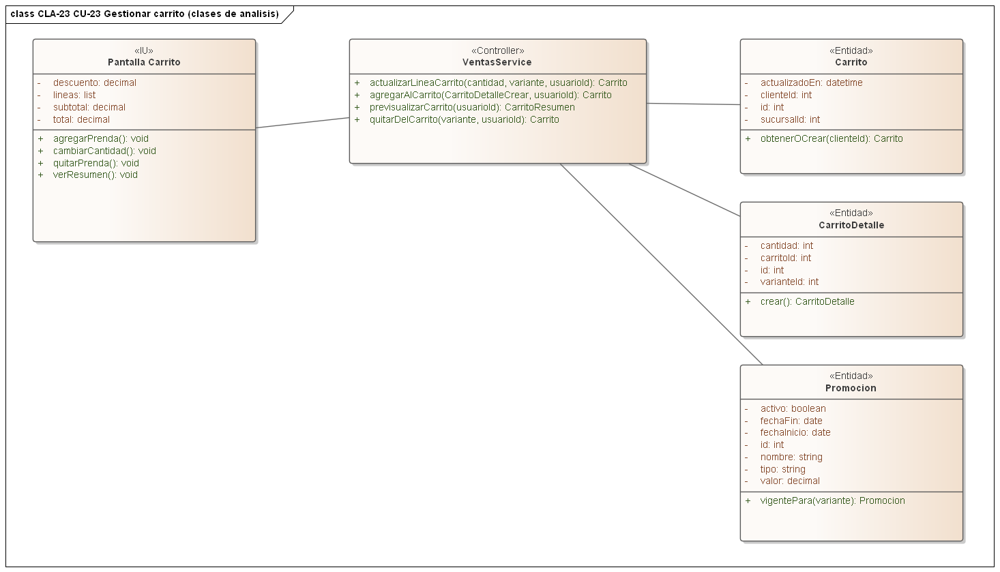 class CLA-23 CU-23 Gestionar carrito (clases de analisis)
«IU»
Pantalla Carrito
- descuento: decimal
- lineas: list
- subtotal: decimal
- total: decimal
+ agregarPrenda(): void
+ cambiarCantidad(): void
+ quitarPrenda(): void
+ verResumen(): void
«Controller»
VentasService
+ actualizarLineaCarrito(cantidad, variante, usuarioId): Carrito
+ agregarAlCarrito(CarritoDetalleCrear, usuarioId): Carrito
+ previsualizarCarrito(usuarioId): CarritoResumen
+ quitarDelCarrito(variante, usuarioId): Carrito
«Entidad»
Carrito
- actualizadoEn: datetime
- clienteId: int
- id: int
- sucursalId: int
+ obtenerOCrear(clienteId): Carrito
«Entidad»
CarritoDetalle
- cantidad: int
- carritoId: int
- id: int
- varianteId: int
+ crear(): CarritoDetalle
«Entidad»
Promocion
- activo: boolean
- fechaFin: date
- fechaInicio: date
- id: int
- nombre: string
- tipo: string
- valor: decimal
+ vigentePara(variante): Promocion